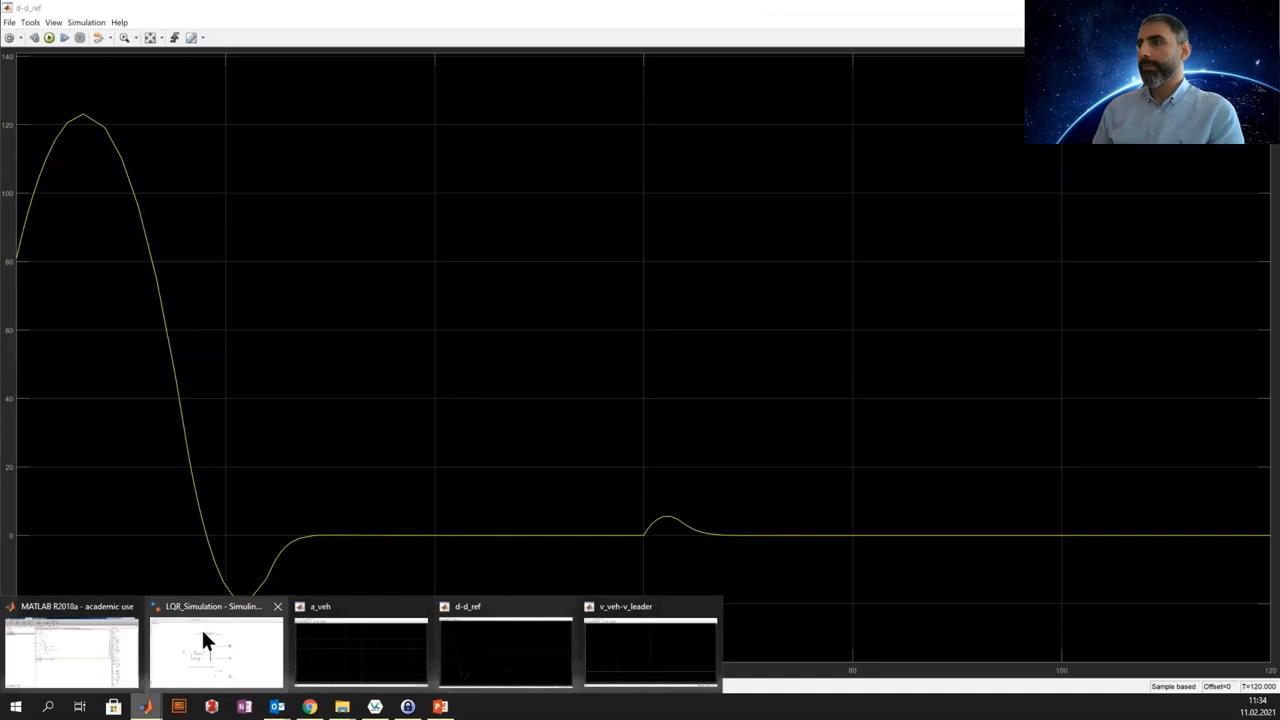 d-d_ref
File Tools View Simulation Help
140
120
100
80
60
40
20
0
80
100
120
MATLAB R2018a - academic use
LQR_Simulation - Simulin...
a_veh
d-d_ref
v_veh-v_leader
Sample based
Offset=0
T=120.000
11:34
11.02.2021